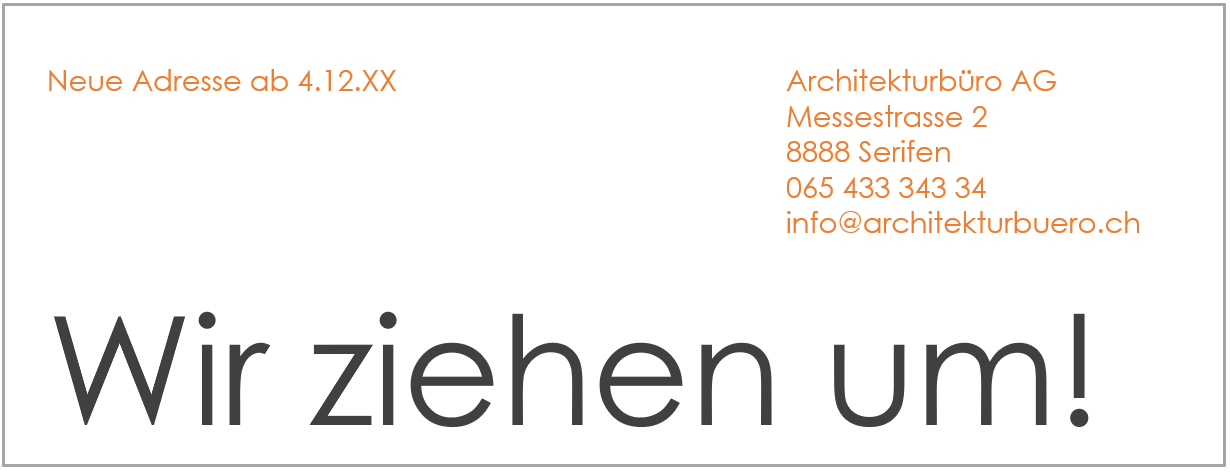 Neue Adresse ab 4.12.XX
Architekturbüro AG
Messestrasse 2
8888 Serifen
065 433 343 34
info@architekturbuero.ch
Wir ziehen um!